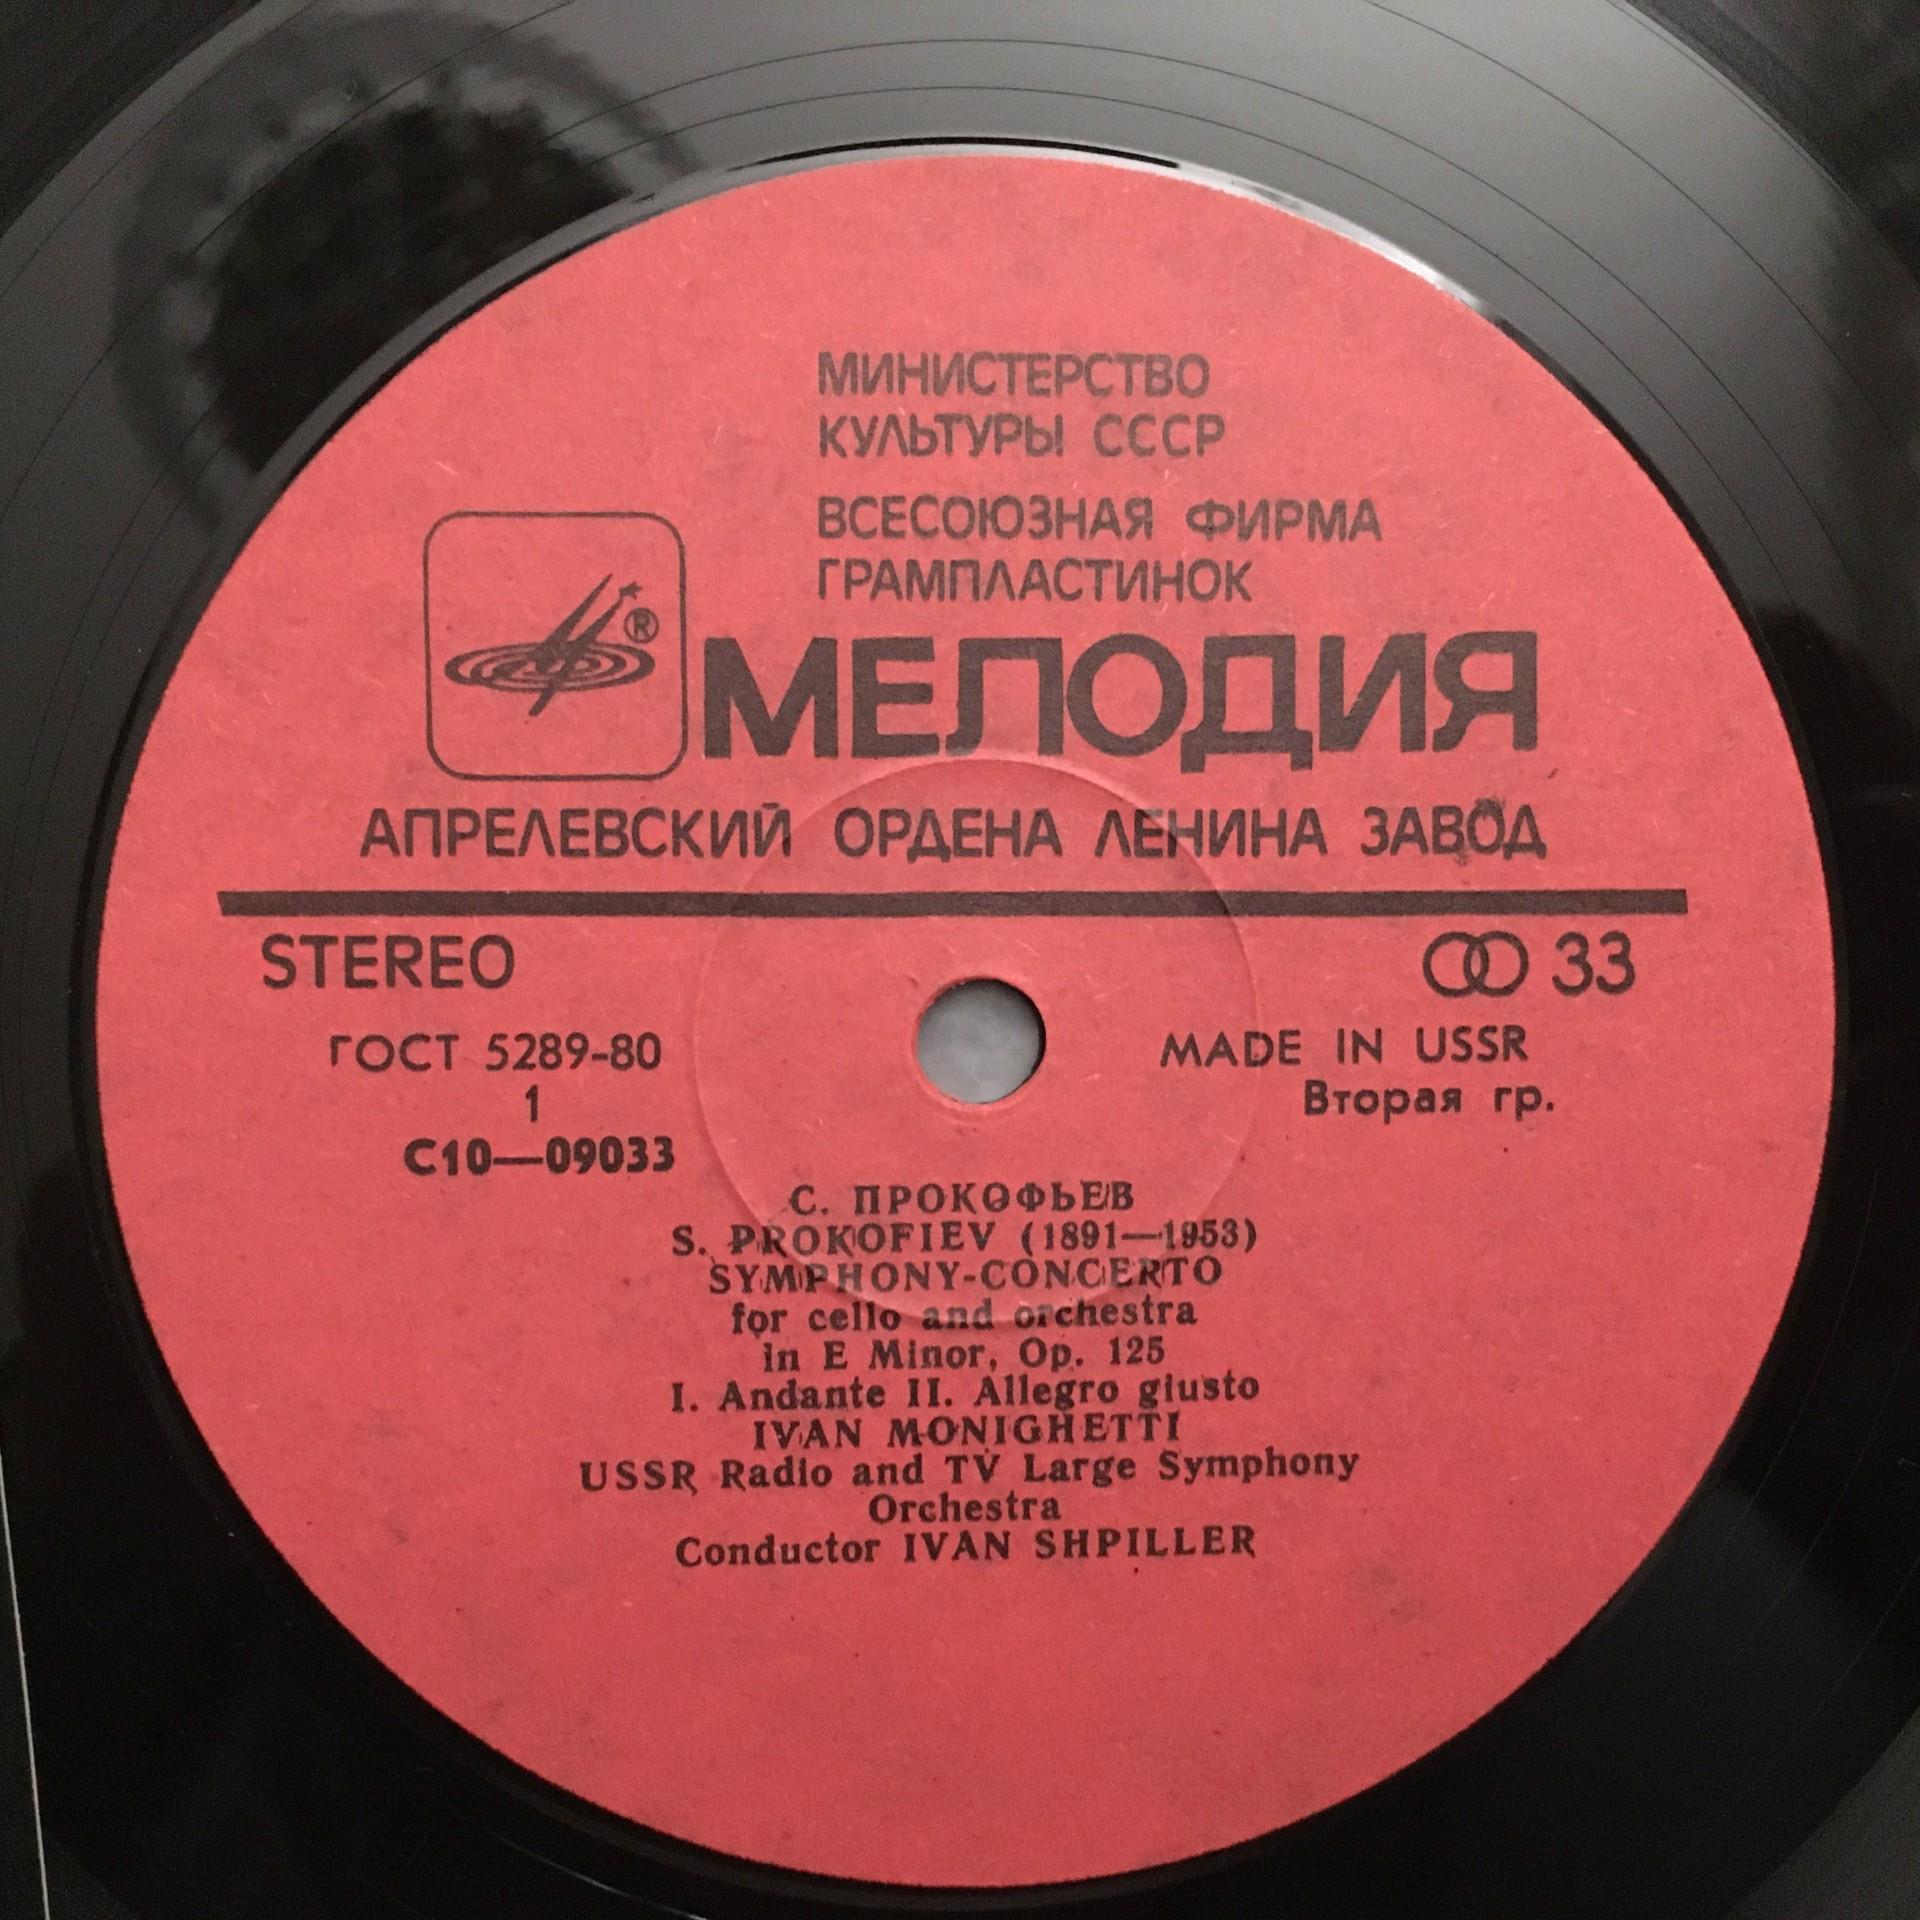 МИНИСТЕРСТВО
КУЛЬТУРЫ СССР
ВСЕСОЮЗНАЯ ФИРМА
ГРАМПЛАСТИНОК
®
МЕЛОДИЯ
АПРЕЛЕВСКИЙ ОРДЕНА ЛЕНИНА ЗАВОД
STEREO 33
ГОСТ 5289-80 MADE IN USSR
1 Вторая гр.
С10—09033
С. ПРОКОФЬЕВ
S. PROKOFIEV (1891—1953)
SYMPHONY-CONCERTO
for cello and orchestra
in E Minor, Op. 125
I. Andante II. Allegro giusto
IVAN MONIGHETTI
USSR Radio and TV Large Symphony
Orchestra
Conductor IVAN SHPILLER